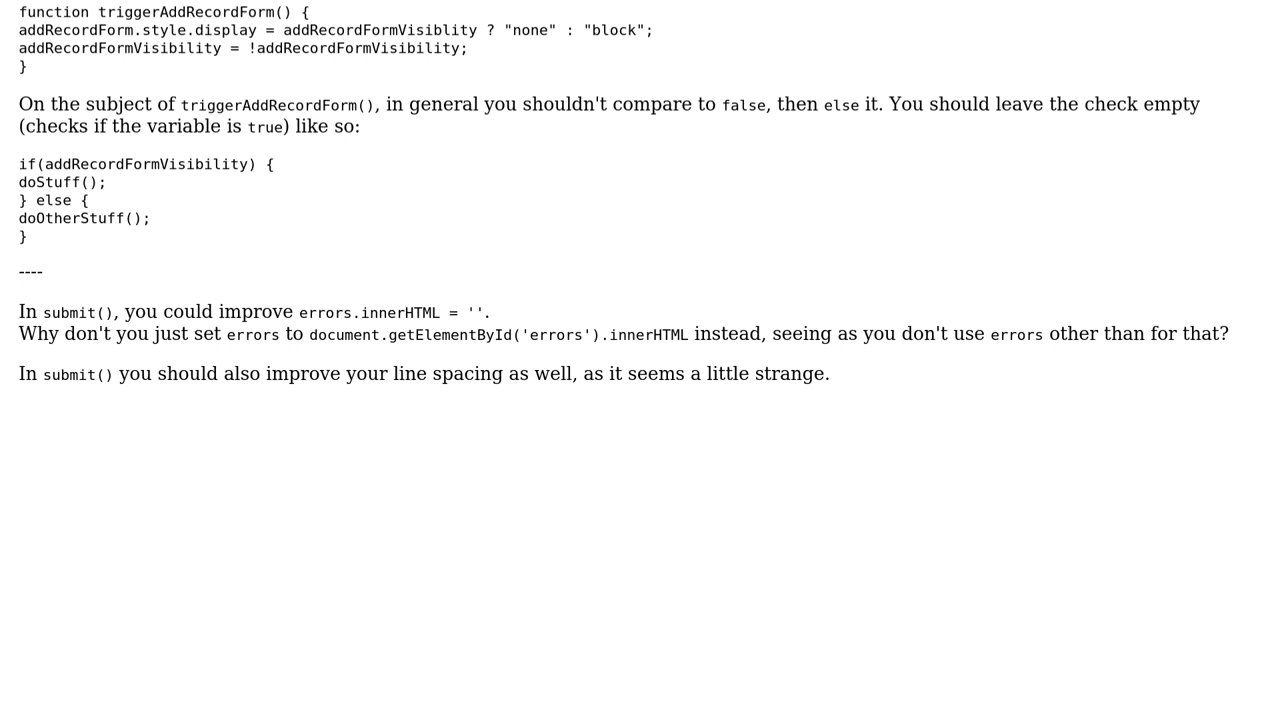 function triggerAddRecordForm() {
addRecordForm.style.display = addRecordFormVisiblity ? "none" : "block";
addRecordFormVisibility = !addRecordFormVisibility;
}
On the subject of triggerAddRecordForm(), in general you shouldn't compare to false, then else it. You should leave the check empty
(checks if the variable is true) like so:
if(addRecordFormVisibility) {
doStuff();
} else {
doOtherStuff();
}
----
In submit(), you could improve errors.innerHTML = ''.
Why don't you just set errors to document.getElementById('errors').innerHTML instead, seeing as you don't use errors other than for that?
In submit() you should also improve your line spacing as well, as it seems a little strange.